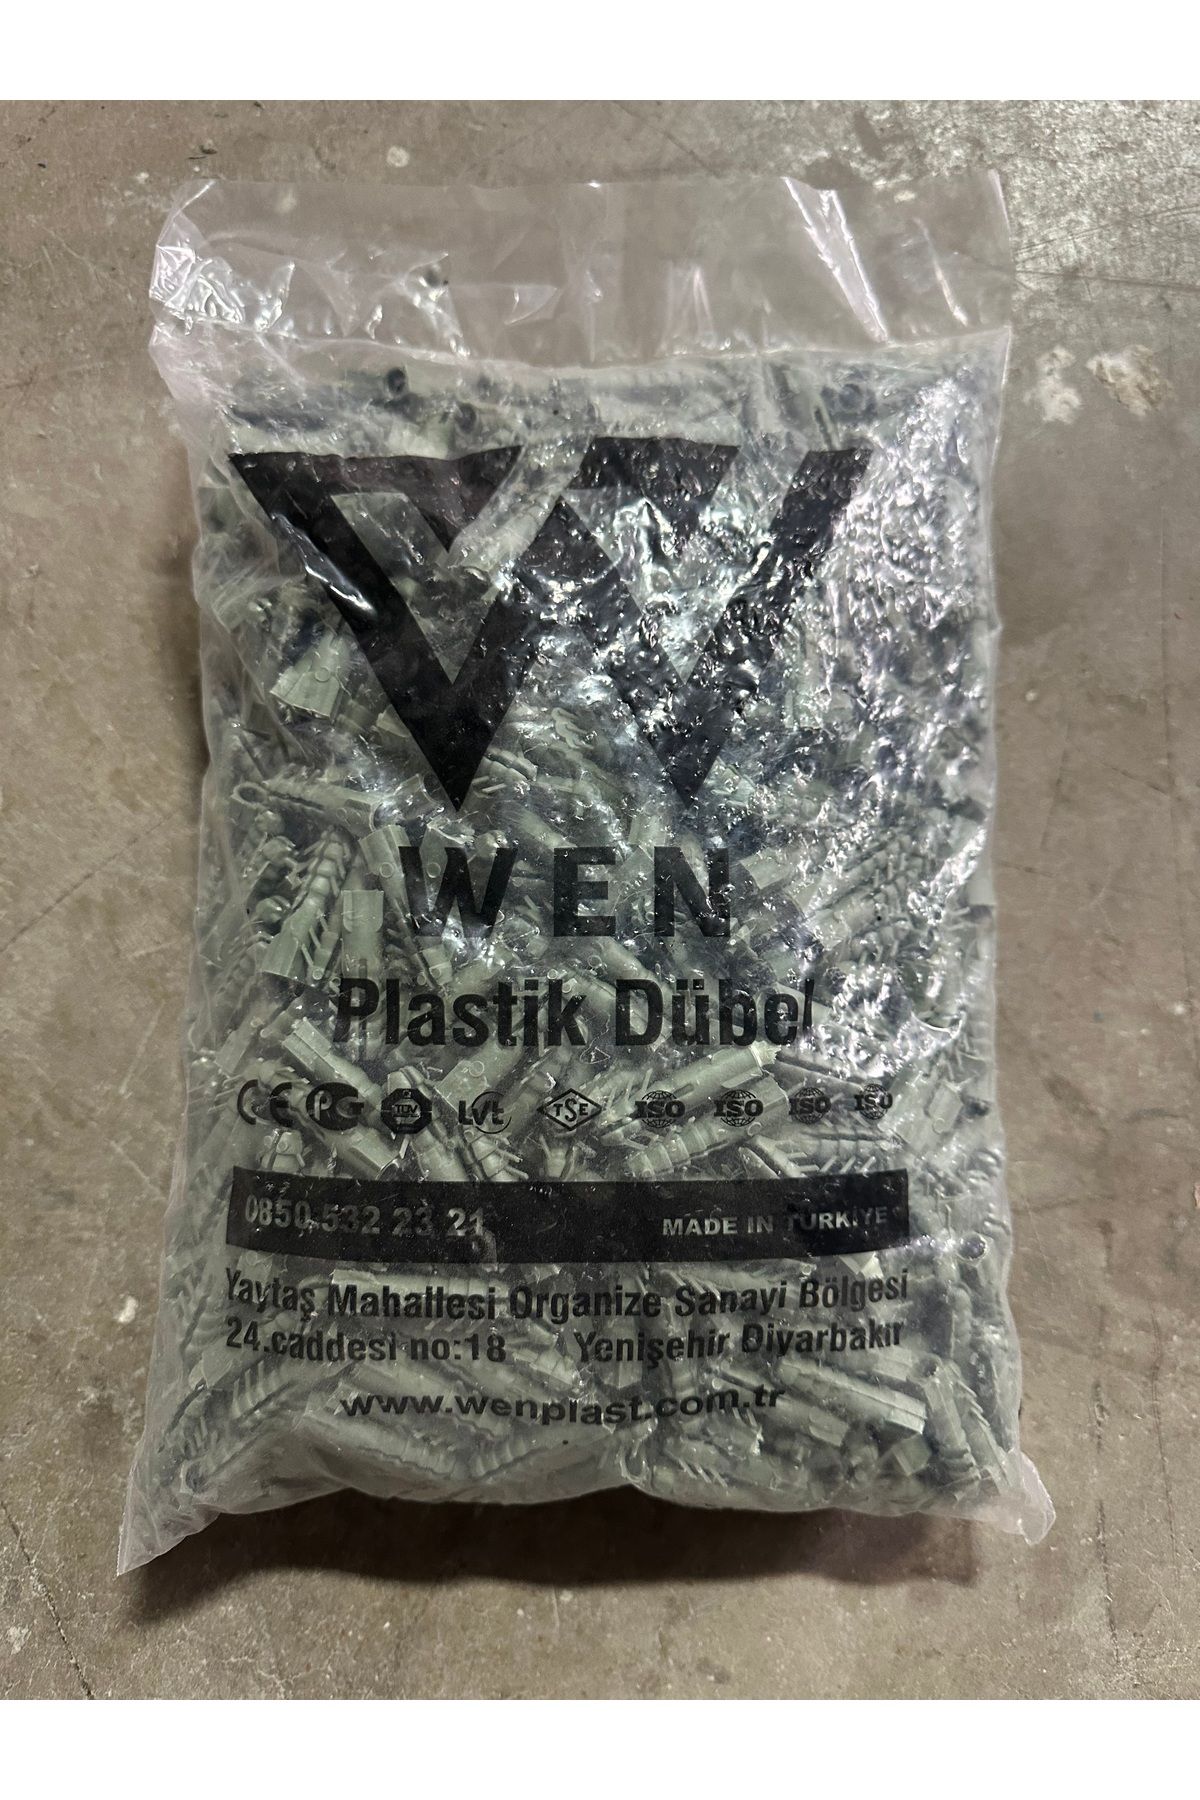 W
WEN
Plastik Dübel
CE PG TÜV LVt TSE ISO ISO ISO ISO
0850 532 23 21 MADE IN TÜRKİYE
Yaytaş Mahallesi Organize Sanayi Bölgesi
24.caddesi no:18 Yenişehir Diyarbakır
www.wenplast.com.tr